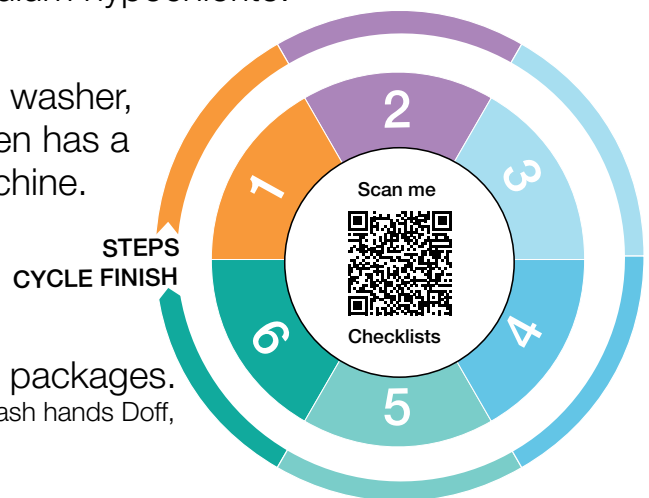 washer,
en has a
chine.
STEPS
CYCLE FINISH
packages.
ash hands Doff,
1
2
3
4
5
6
Scan me
Checklists